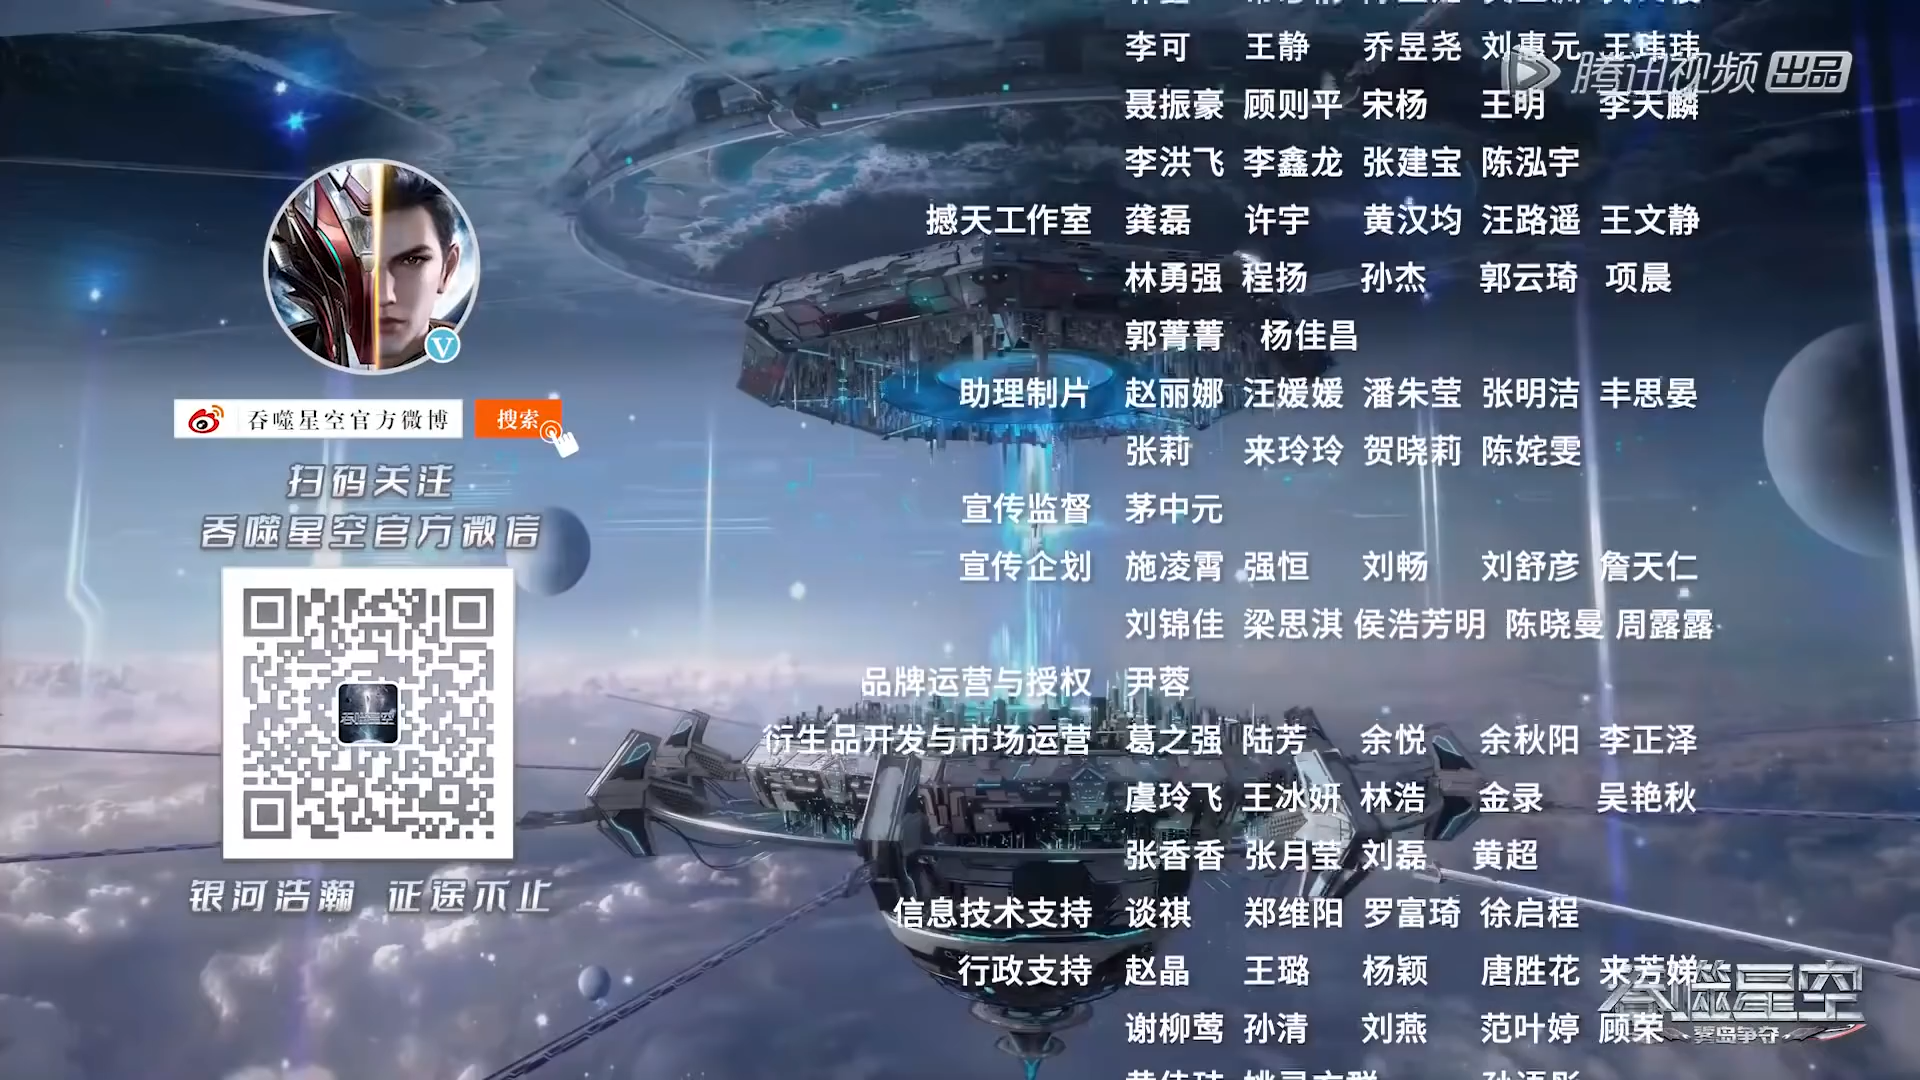 李可 王静 乔昱尧 刘惠元 王玮玮
腾讯视频 出品
聂振豪 顾则平 宋杨 王明 李天麟
李洪飞 李鑫龙 张建宝 陈泓宇
撼天工作室 龚磊 许宇 黄汉均 汪路遥 王文静
林勇强 程扬 孙杰 郭云琦 项晨
郭菁菁 杨佳昌
助理制片 赵丽娜 汪媛媛 潘朱莹 张明洁 丰思晏
张莉 来玲玲 贺晓莉 陈姹雯
宣传监督 茅中元
宣传企划 施凌霄 强恒 刘畅 刘舒彦 詹天仁
刘锦佳 梁思淇 侯浩芳明 陈晓曼 周露露
品牌运营与授权 尹蓉
衍生品开发与市场运营 葛之强 陆芳 余悦 余秋阳 李正泽
虞玲飞 王冰妍 林浩 金录 吴艳秋
张香香 张月莹 刘磊 黄超
信息技术支持 谈祺 郑维阳 罗富琦 徐启程
行政支持 赵晶 王璐 杨颖 唐胜花 来芳娣
谢柳莺 孙清 刘燕 范叶婷 顾荣
V
吞噬星空官方微博 搜索
扫码关注
吞噬星空官方微信
吞噬星空
银河浩瀚 征途不止
吞噬星空
雾岛争夺